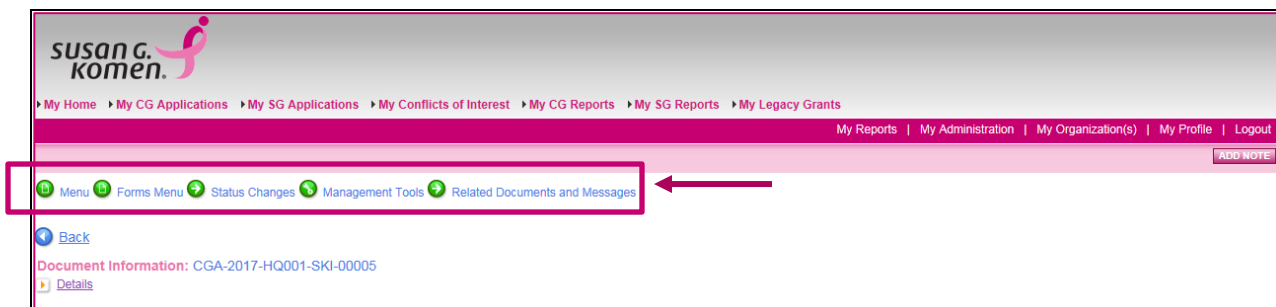 susan G.
komen.
My Home My CG Applications My SG Applications My Conflicts of Interest My CG Reports My SG Reports My Legacy Grants
My Reports | My Administration | My Organization(s) | My Profile | Logout
ADD NOTE
Menu Forms Menu Status Changes Management Tools Related Documents and Messages
Back
Document Information: CGA-2017-HQ001-SKI-00005
Details